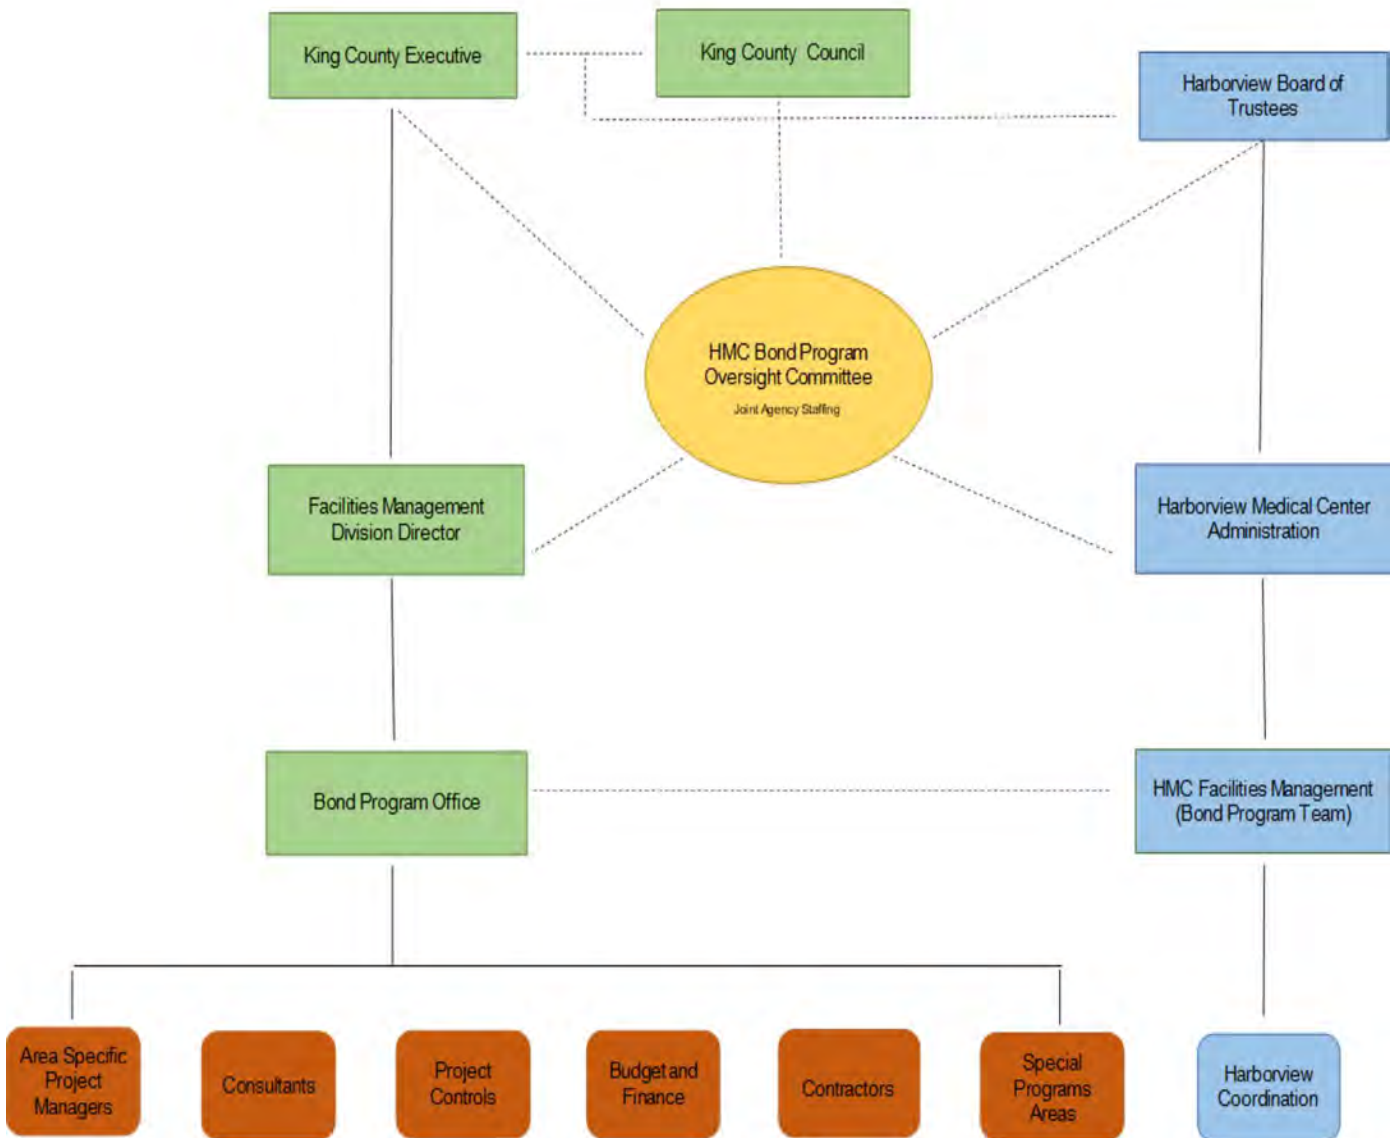 King County Executive
King County Council
Harborview Board of
Trustees
HMC Bond Program
Oversight Committee
Joint Agency Staffing
Facilities Management
Division Director
Harborview Medical Center
Administration
Bond Program Office
HMC Facilities Management
(Bond Program Team)
Area Specific
Project
Managers
Consultants
Project
Controls
Budget and
Finance
Contractors
Special
Programs
Areas
Harborview
Coordination